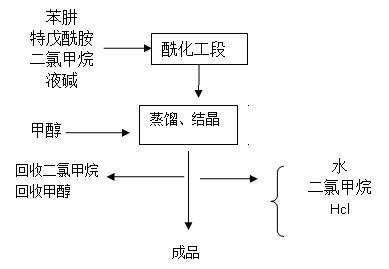 苯肼
特戊酰胺
二氯甲烷
液碱
酰化工段
蒸馏、结晶
甲醇
回收二氯甲烷
回收甲醇
水
二氯甲烷
Hcl
成品